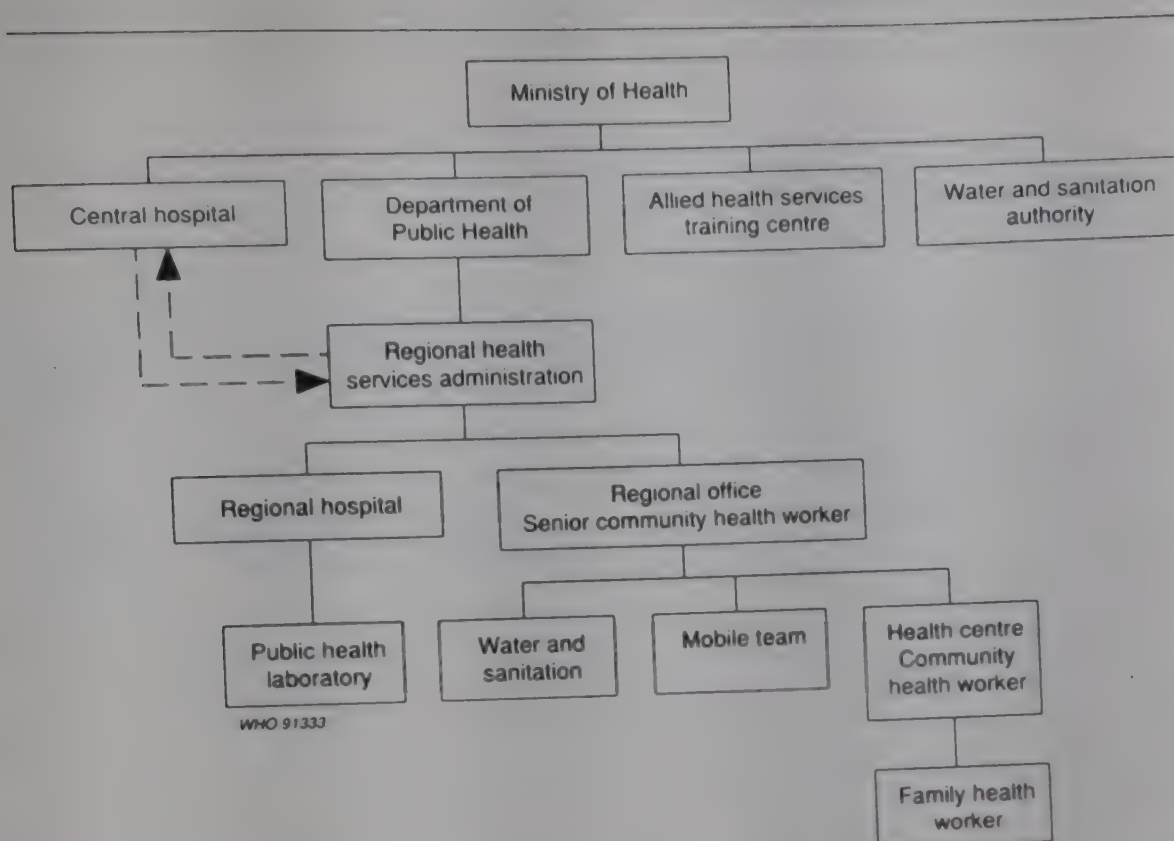 Ministry of Health
Central hospital
Department of
Public Health
Allied health services
training centre
Water and sanitation
authority
Regional health
services administration
Regional hospital
Regional office
Senior community health worker
Public health
laboratory
Water and
sanitation
Mobile team
Health centre
Community
health worker
WHO 91333
Family health
worker